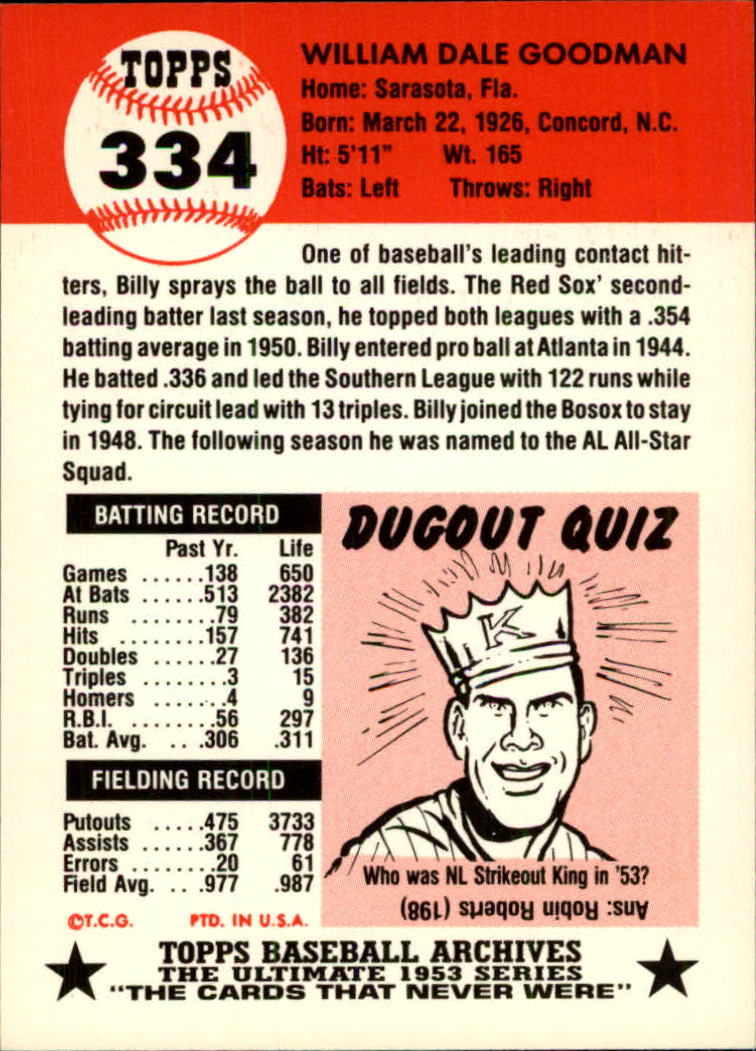 TOPPS
334
WILLIAM DALE GOODMAN
Home: Sarasota, Fla.
Born: March 22, 1926, Concord, N.C.
Ht: 5'11" Wt. 165
Bats: Left Throws: Right
One of baseball's leading contact hit-
ters, Billy sprays the ball to all fields. The Red Sox' second-
leading batter last season, he topped both leagues with a .354
batting average in 1950. Billy entered pro ball at Atlanta in 1944.
He batted .336 and led the Southern League with 122 runs while
tying for circuit lead with 13 triples. Billy joined the Bosox to stay
in 1948. The following season he was named to the AL All-Star
Squad.
BATTING RECORD
Past Yr. Life
Games ......138 650
At Bats ......513 2382
Runs ........79 382
Hits ........157 741
Doubles ......27 136
Triples ........3 15
Homers .......4 9
R.B.I. ........56 297
Bat. Avg. ...306 .311
FIELDING RECORD
Putouts .....475 3733
Assists ......367 778
Errors ........20 61
Field Avg. ...977 .987
DUGOUT QUIZ
K
Who was NL Strikeout King in '53?
Ans: Robin Roberts (198)
©T.C.G. PTD. IN U.S.A.
TOPPS BASEBALL ARCHIVES
THE ULTIMATE 1953 SERIES
"THE CARDS THAT NEVER WERE"